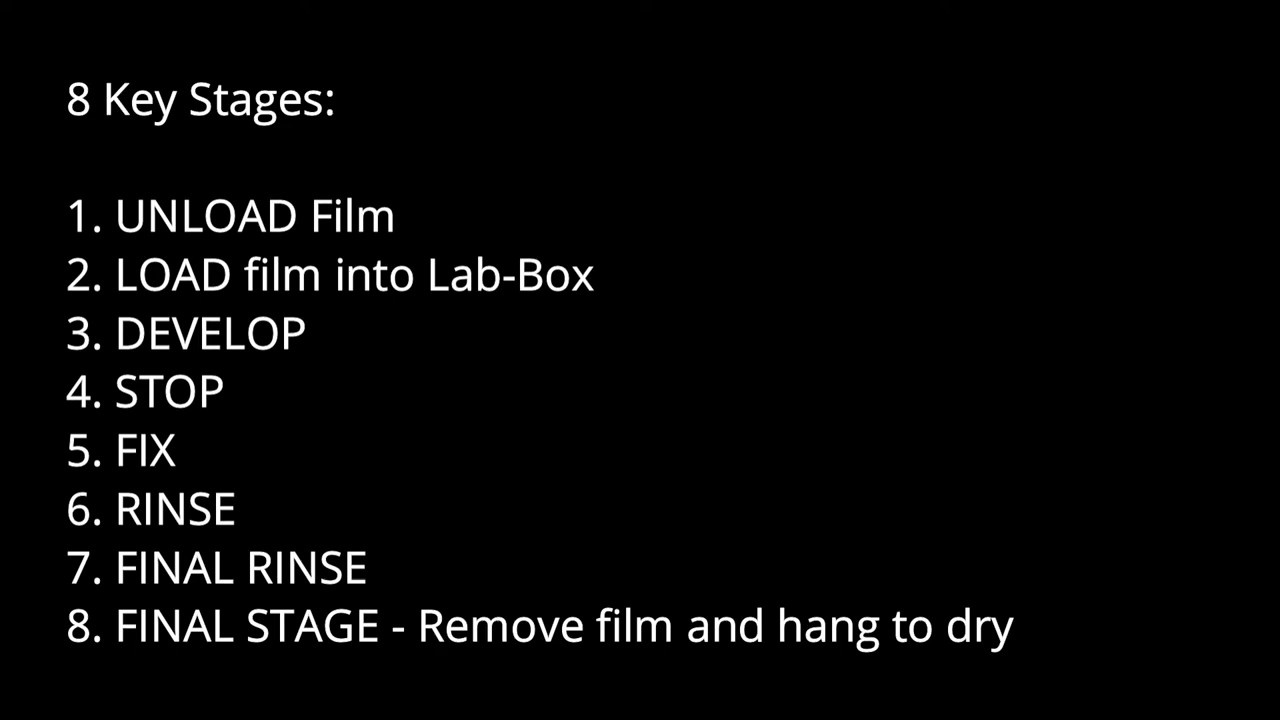 8 Key Stages:
1. UNLOAD Film
2. LOAD film into Lab-Box
3. DEVELOP
4. STOP
5. FIX
6. RINSE
7. FINAL RINSE
8. FINAL STAGE - Remove film and hang to dry